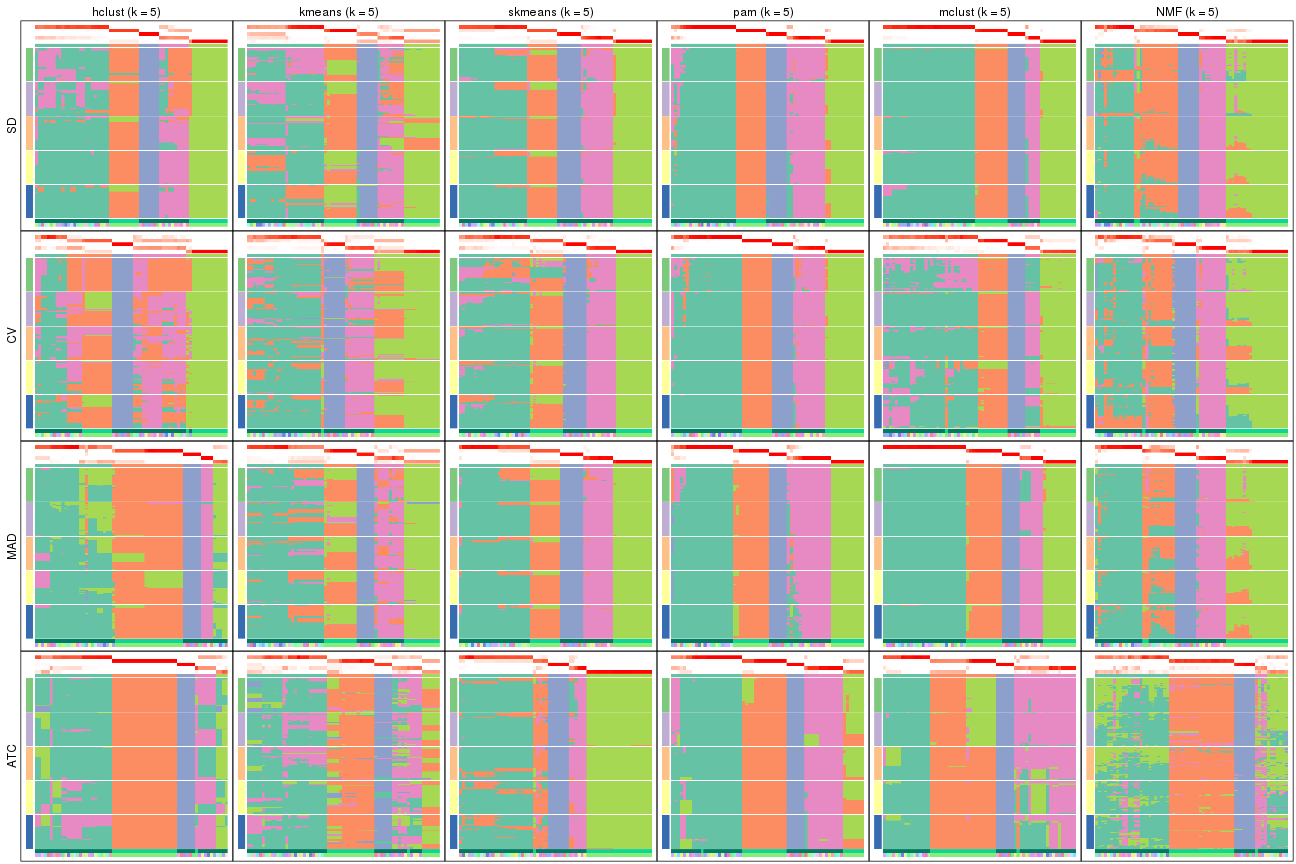 hclust (k = 5) kmeans (k = 5) skmeans (k = 5) pam (k = 5) mclust (k = 5) NMF (k = 5)
SD
CV
MAD
ATC